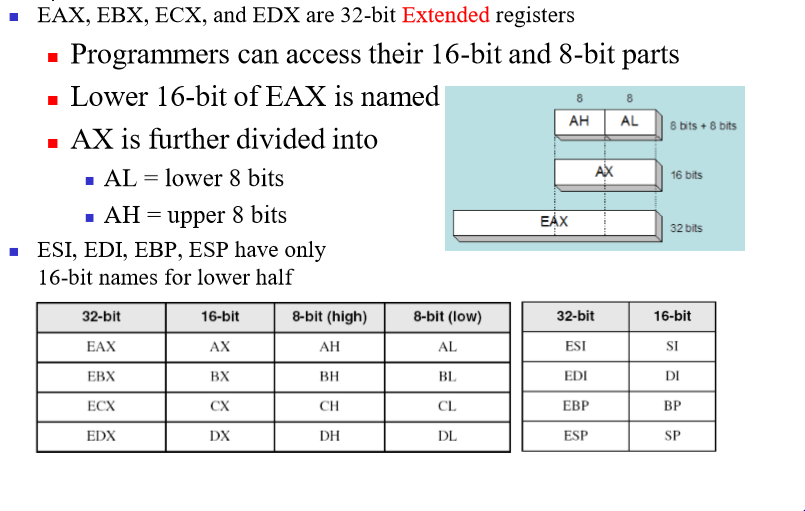 EAX, EBX, ECX, and EDX are 32-bit Extended registers
Programmers can access their 16-bit and 8-bit parts
Lower 16-bit of EAX is named
AX is further divided into
AL = lower 8 bits
AH = upper 8 bits
ESI, EDI, EBP, ESP have only
16-bit names for lower half
8 8
AH AL 8 bits + 8 bits
AX 16 bits
EAX 32 bits
32-bit 16-bit 8-bit (high) 8-bit (low)
EAX AX AH AL
EBX BX BH BL
ECX CX CH CL
EDX DX DH DL
32-bit 16-bit
ESI SI
EDI DI
EBP BP
ESP SP